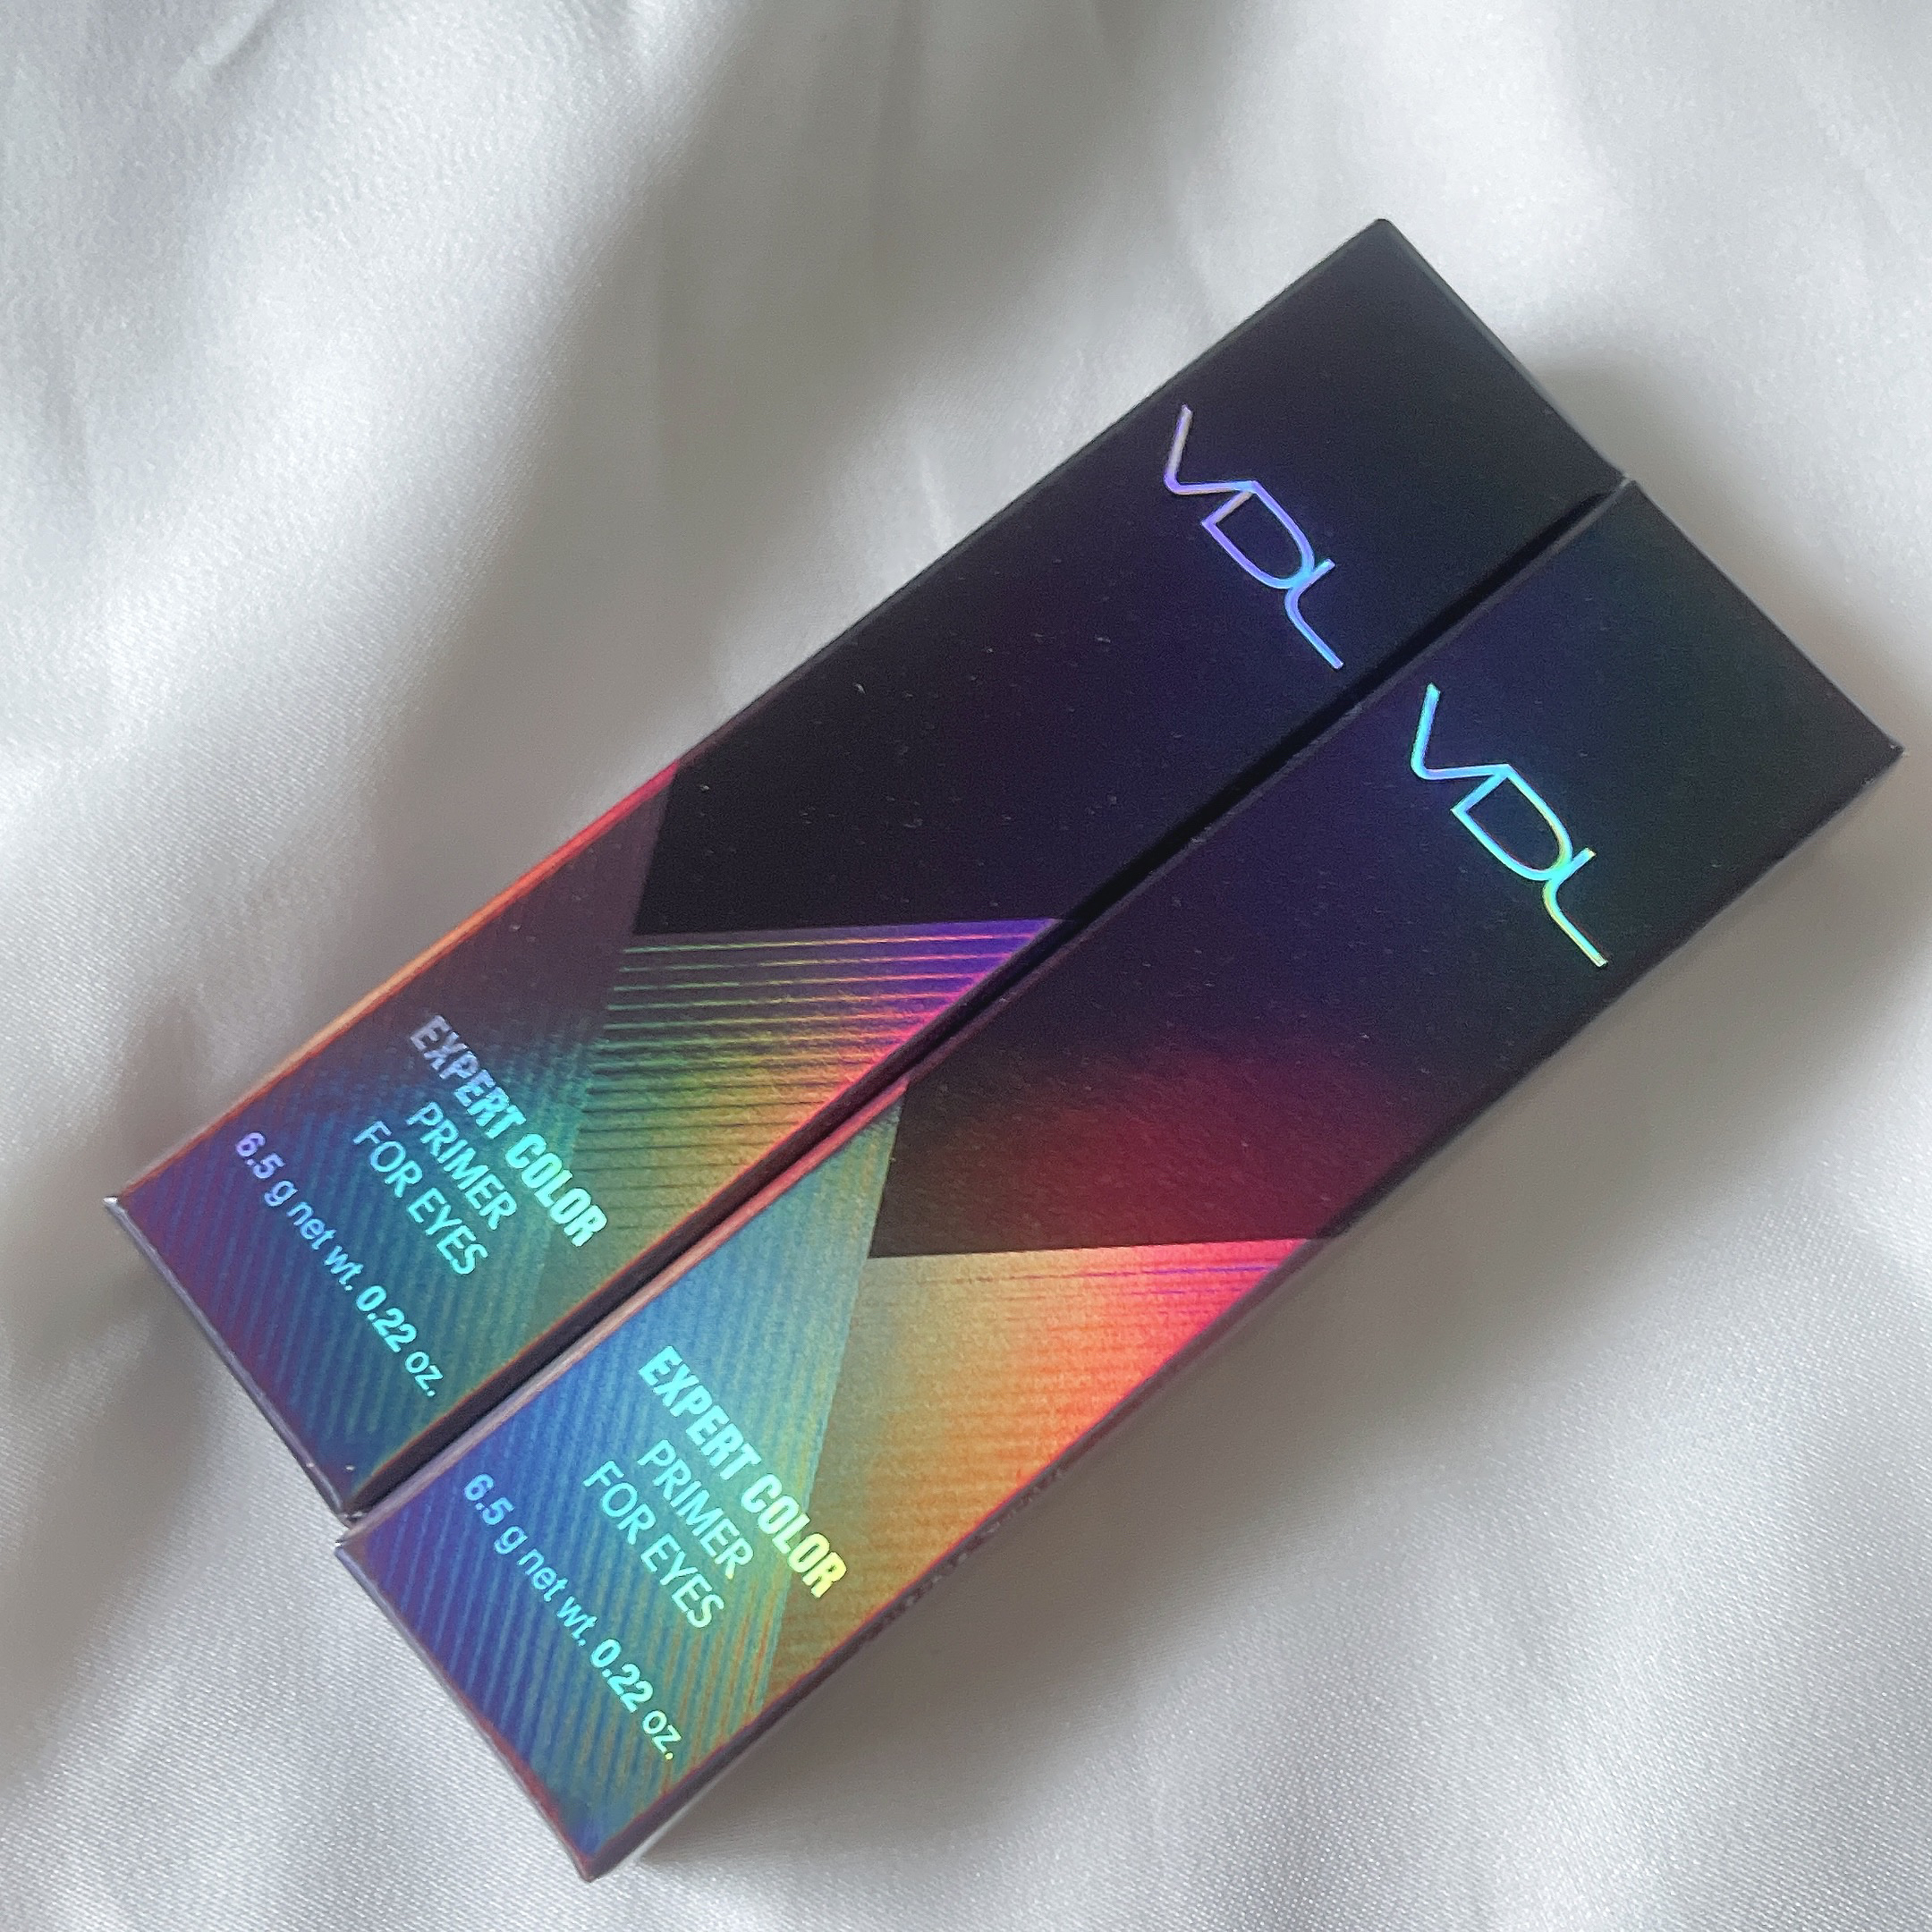 VDL
EXPERT COLOR
PRIMER
FOR EYES
6.5 g net wt. 0.22 oz.
VDL
EXPERT COLOR
PRIMER
FOR EYES
6.5 g net wt. 0.22 oz.